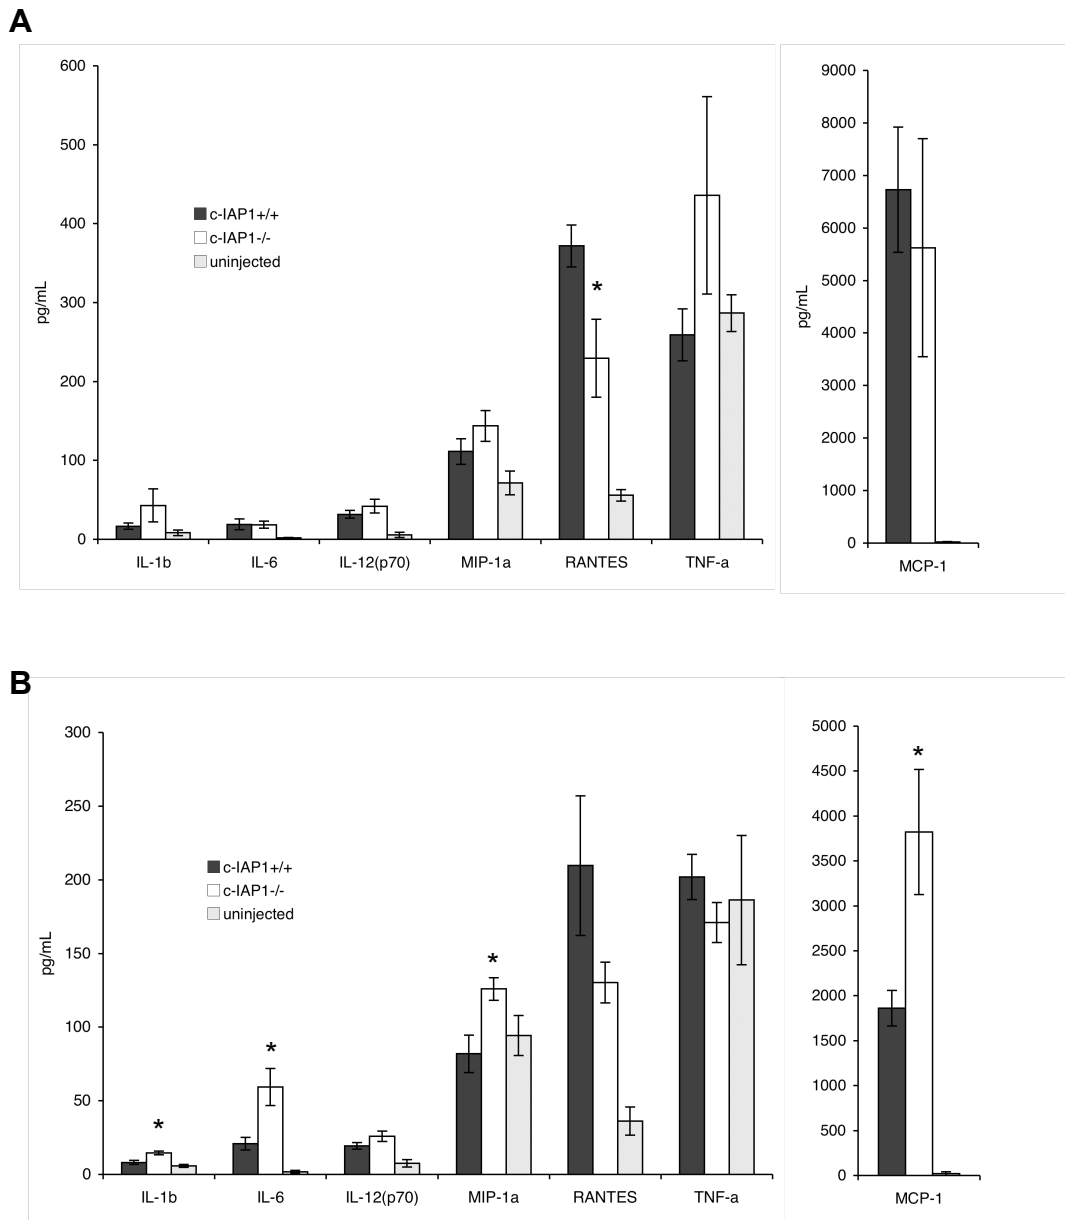 A
600
500
400
300
200
100
0
pg/mL
c-IAP1+/+
c-IAP1-/-
uninjected
*
IL-1b IL-6 IL-12(p70) MIP-1a RANTES TNF-a
9000
8000
7000
6000
5000
4000
3000
2000
1000
0
pg/mL
MCP-1
B
300
250
200
150
100
50
0
pg/mL
c-IAP1+/+
c-IAP1-/-
uninjected
*
*
*
IL-1b IL-6 IL-12(p70) MIP-1a RANTES TNF-a
5000
4500
4000
3500
3000
2500
2000
1500
1000
500
0
*
MCP-1